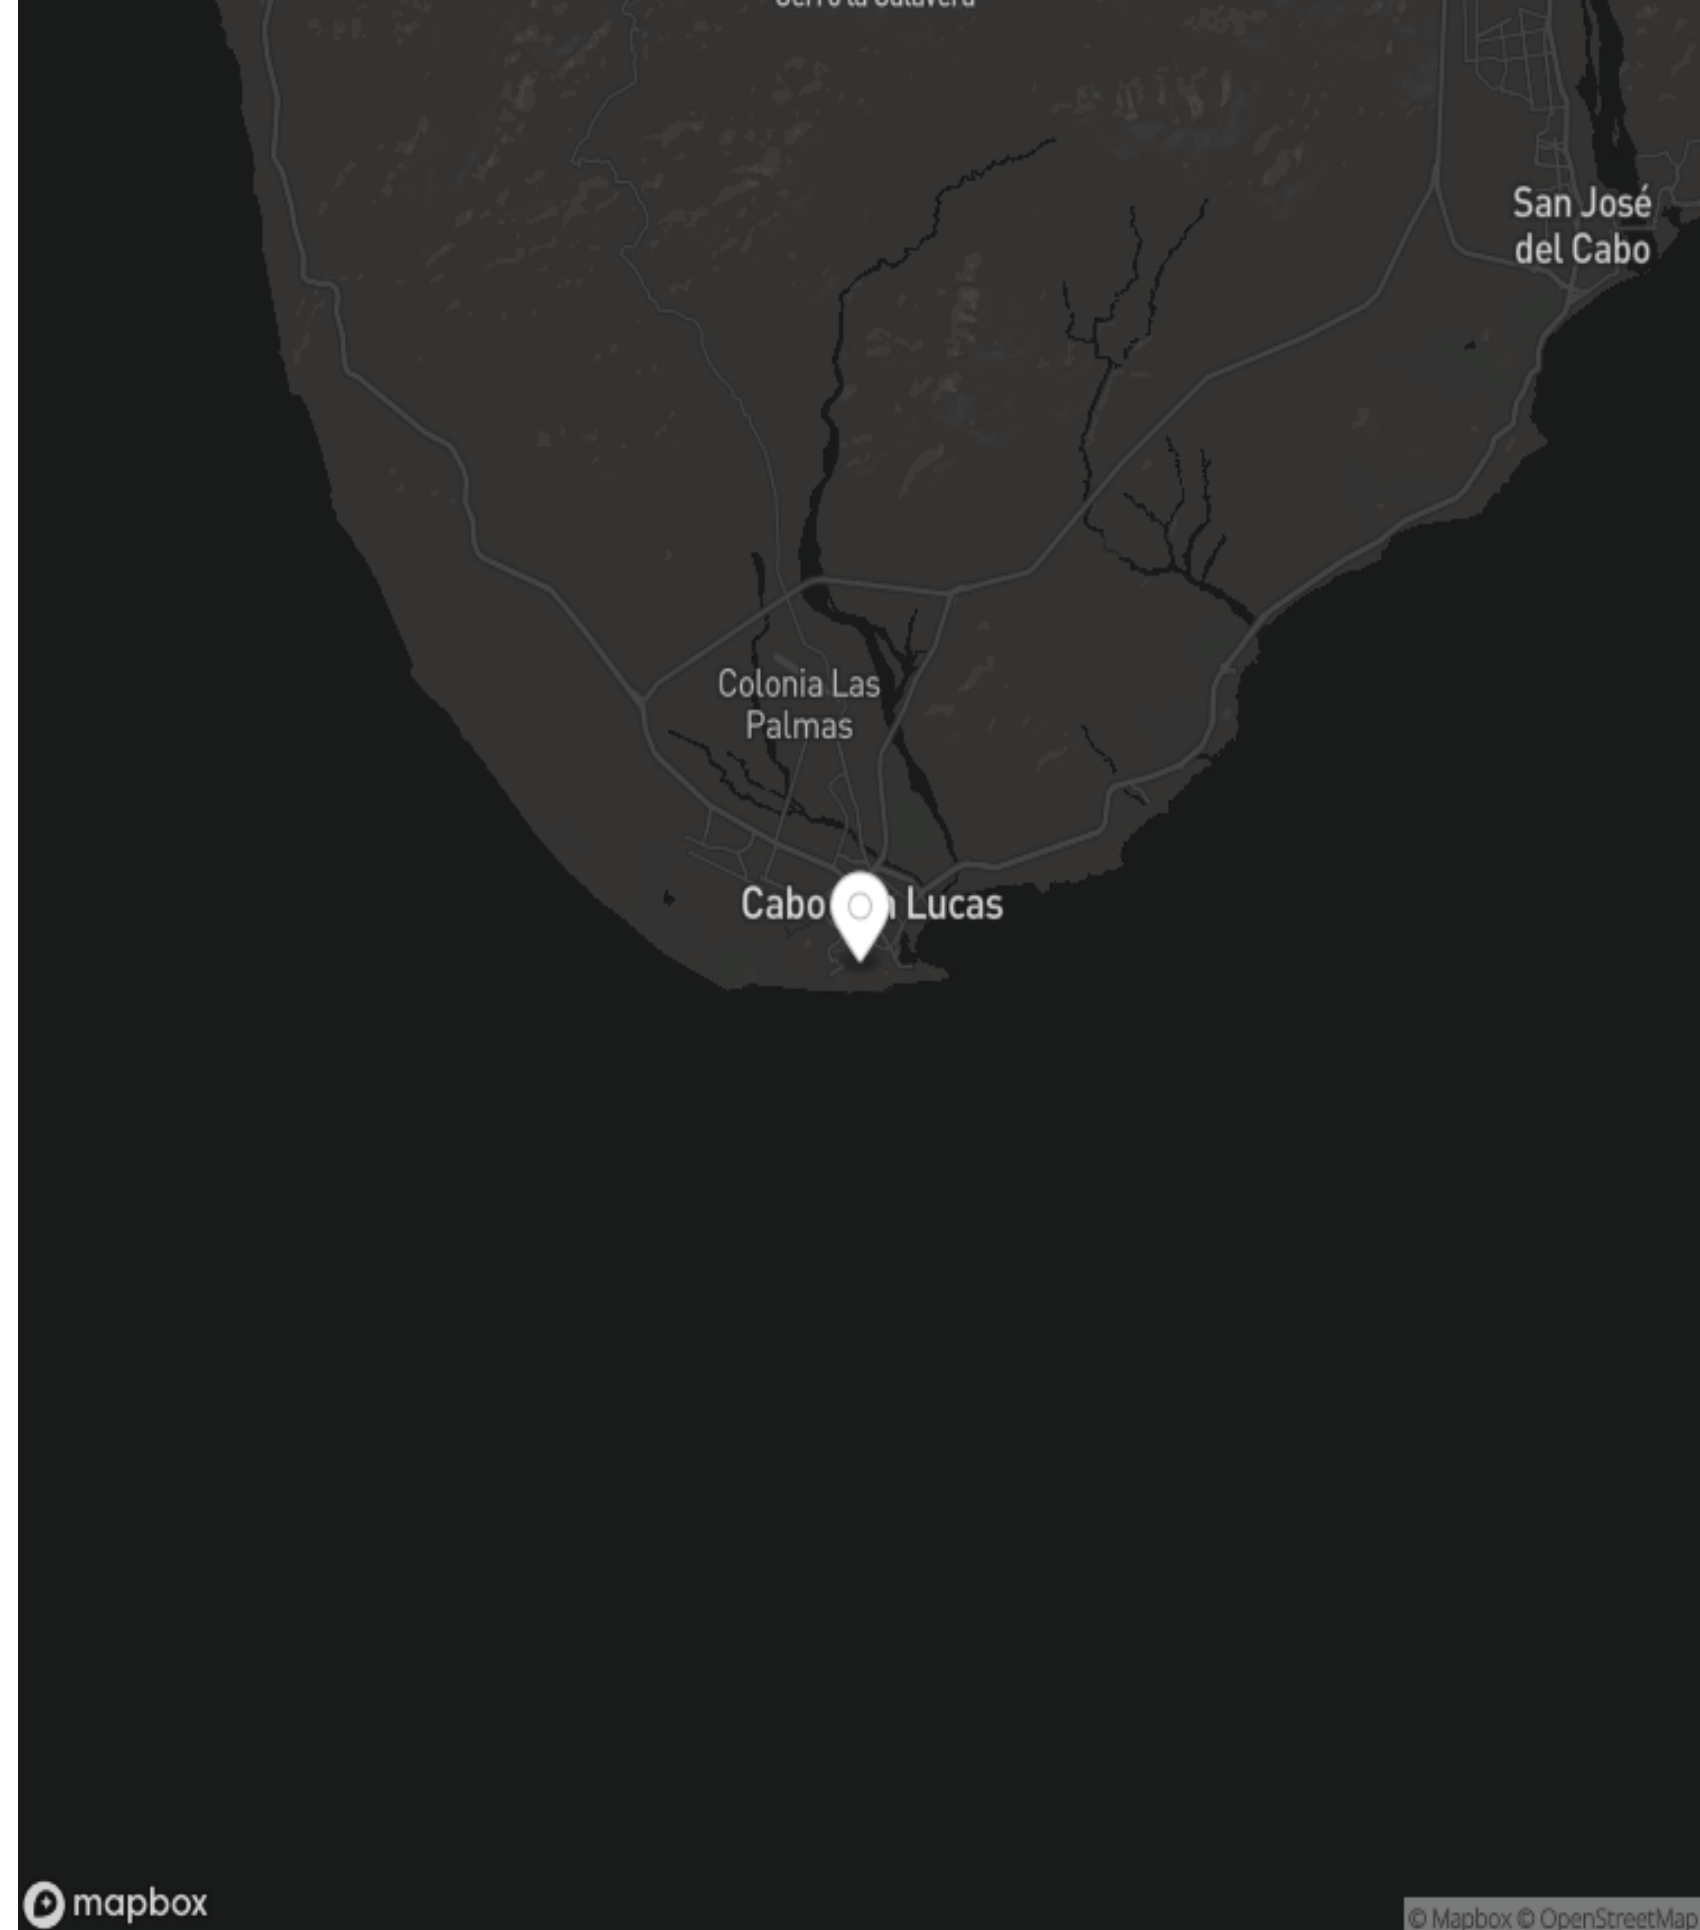 San José
del Cabo
Colonia Las
Palmas
Cabo Lucas
mapbox
© Mapbox © OpenStreetMap